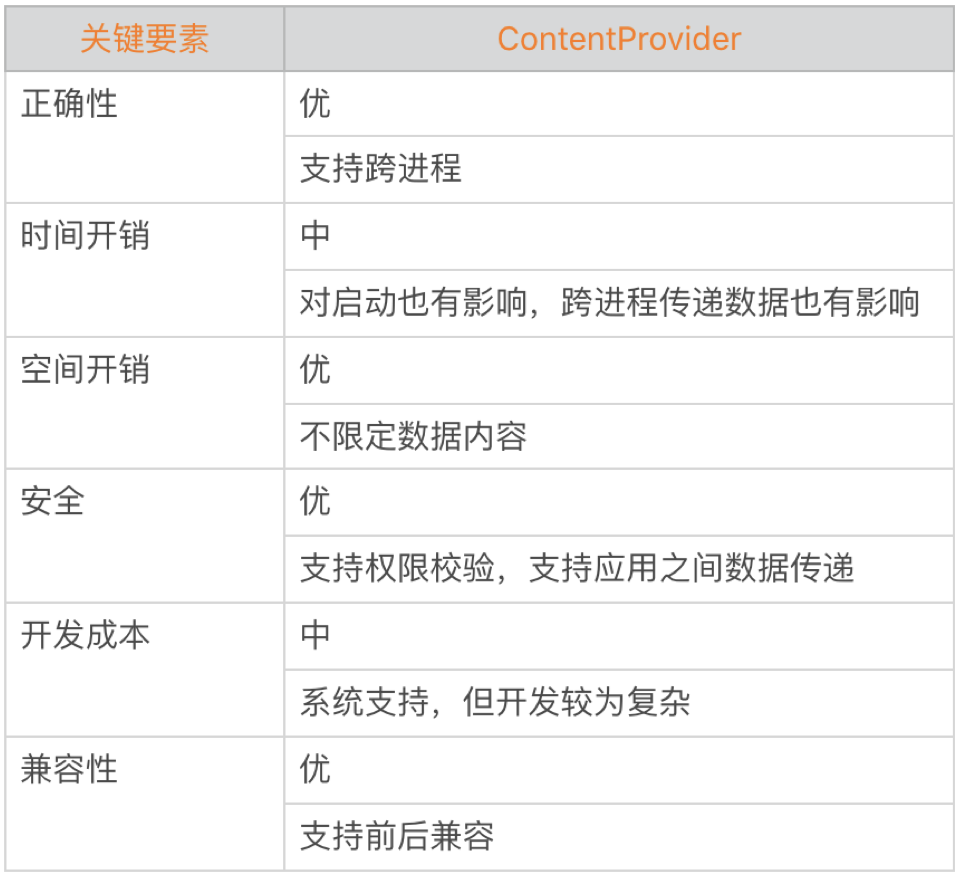 关键要素
ContentProvider
正确性
优
支持跨进程
时间开销
中
对启动也有影响，跨进程传递数据也有影响
空间开销
优
不限定数据内容
安全
优
支持权限校验，支持应用之间数据传递
开发成本
中
系统支持，但开发较为复杂
兼容性
优
支持前后兼容